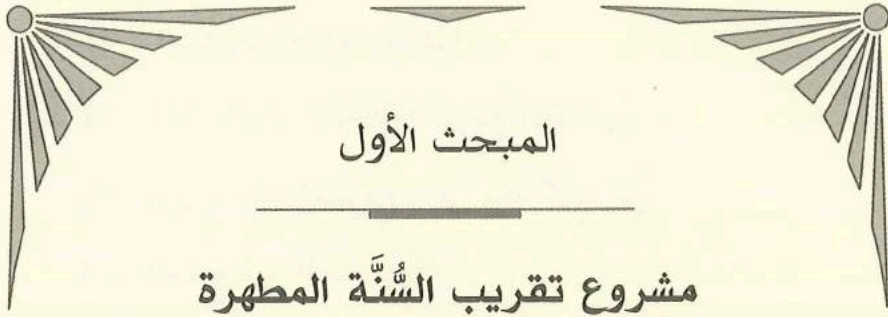 المبحث الأول
مشروع تقريب السُّنَّة المطهرة